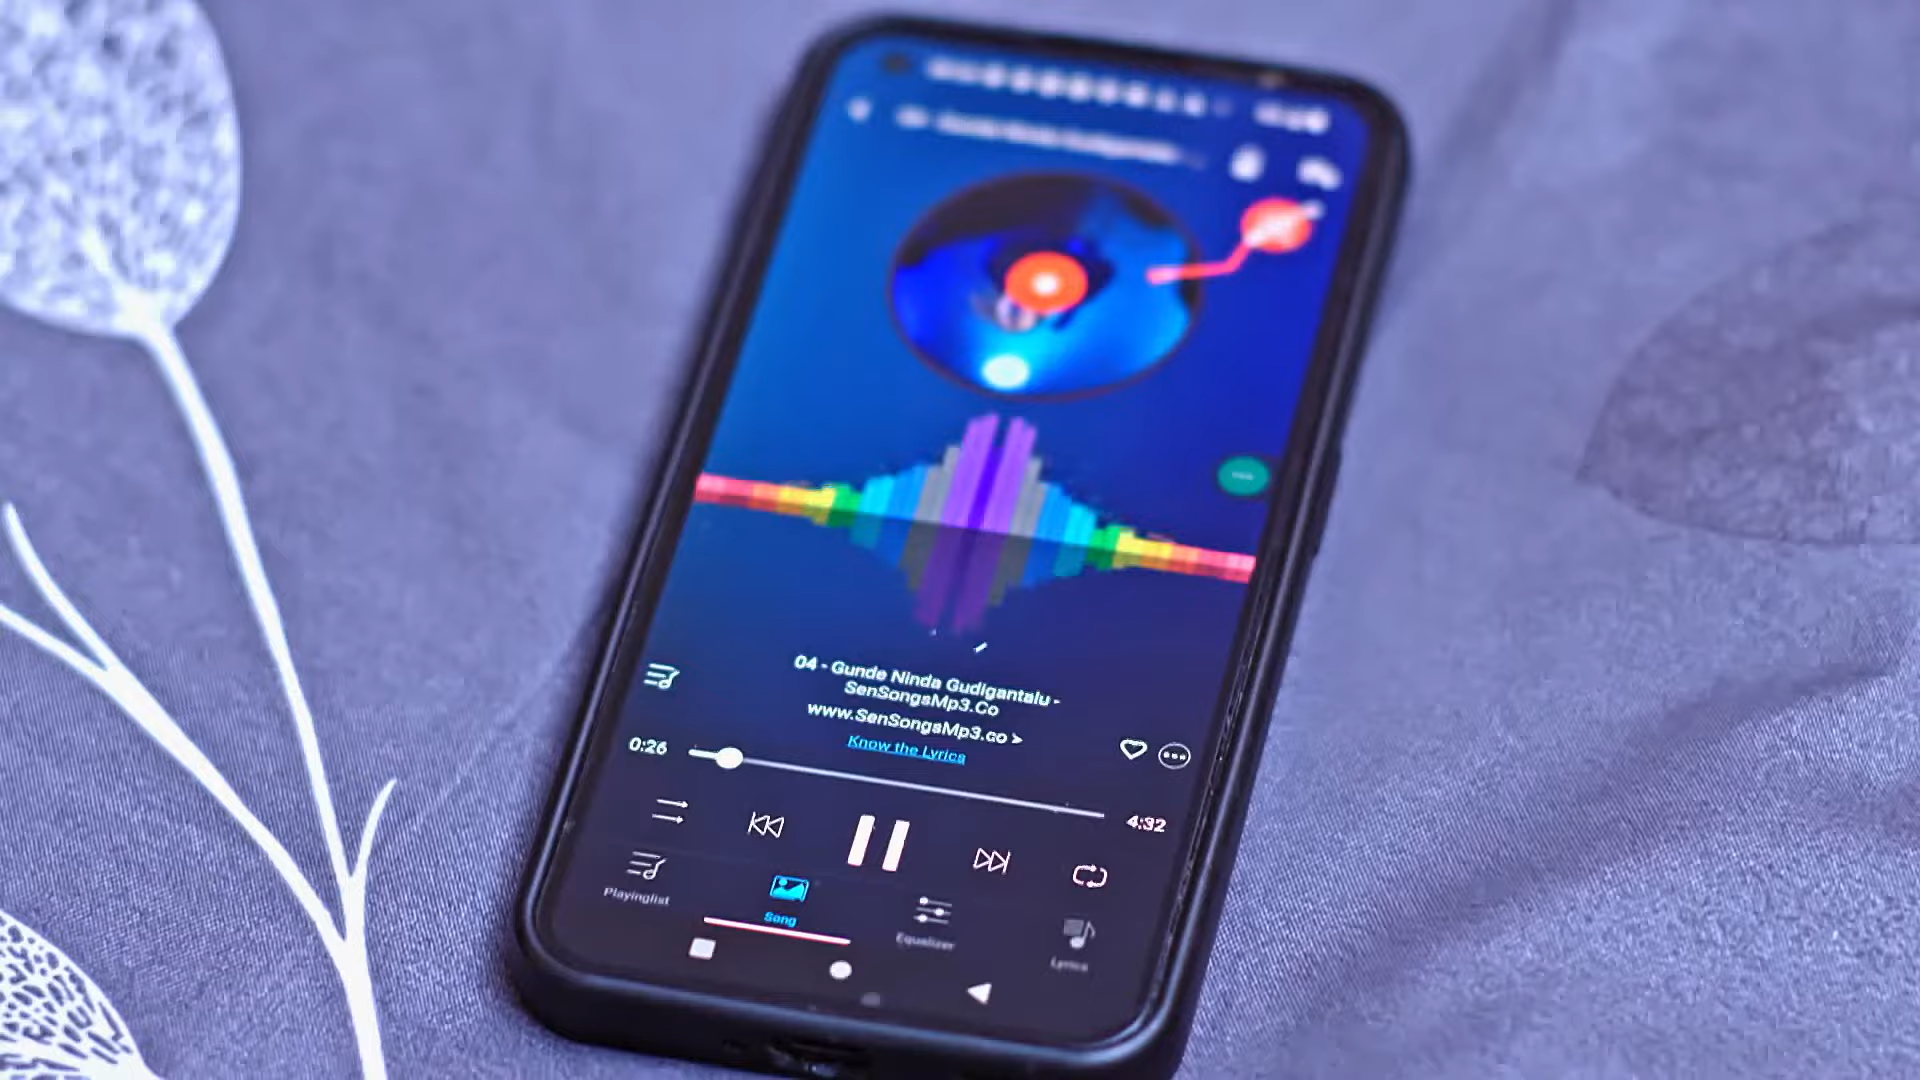 04 - Gunde Ninda Gudigantalu -
SenSongsMp3.Co
www.SenSongsMp3.co >
Know the Lyrics
0:26
4:32
Playinglist
Song
Equalizer
Lyrics